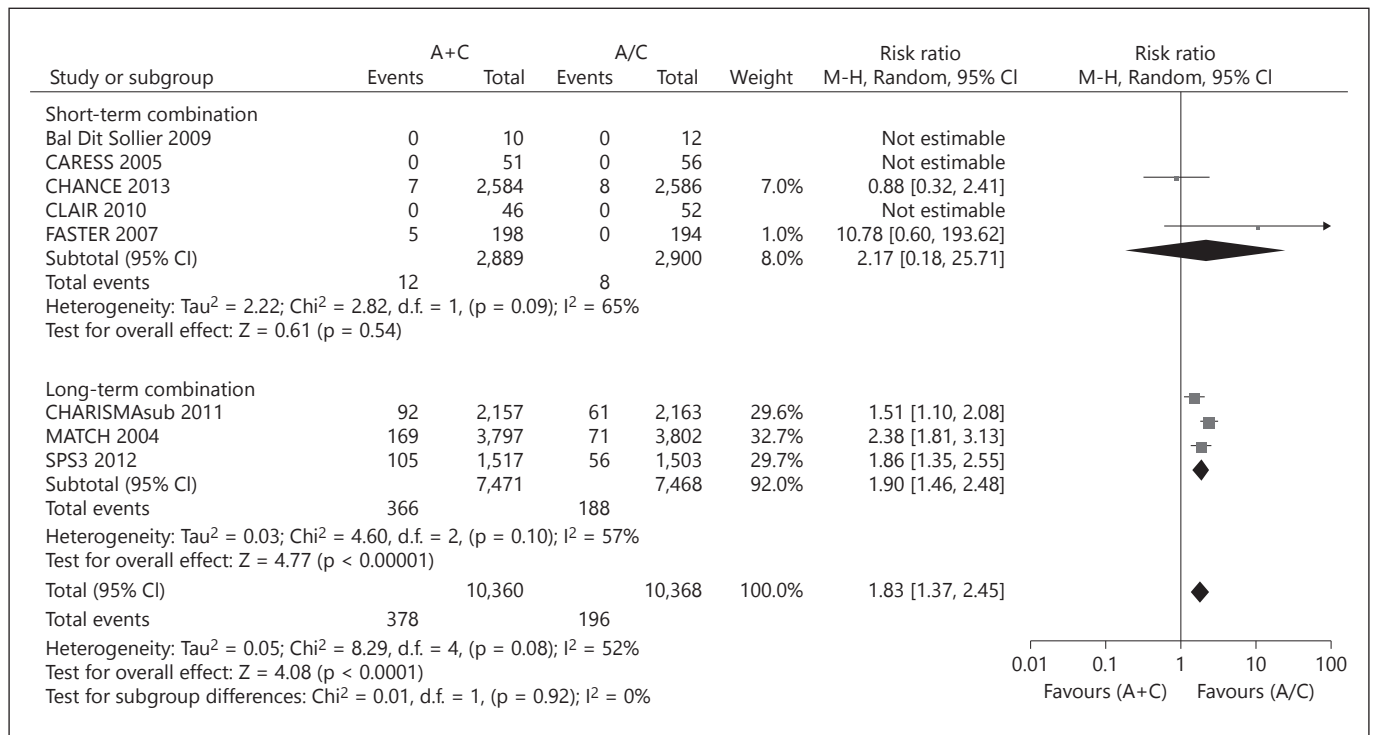 A+C A/C Risk ratio Risk ratio
Study or subgroup Events Total Events Total Weight M-H, Random, 95% CI M-H, Random, 95% CI
Short-term combination
Bal Dit Sollier 2009 0 10 0 12 Not estimable
CARESS 2005 0 51 0 56 Not estimable
CHANCE 2013 7 2,584 8 2,586 7.0% 0.88 [0.32, 2.41]
CLAIR 2010 0 46 0 52 Not estimable
FASTER 2007 5 198 0 194 1.0% 10.78 [0.60, 193.62]
Subtotal (95% CI) 2,889 2,900 8.0% 2.17 [0.18, 25.71]
Total events 12 8
Heterogeneity: Tau² = 2.22; Chi² = 2.82, d.f. = 1, (p = 0.09); I² = 65%
Test for overall effect: Z = 0.61 (p = 0.54)
Long-term combination
CHARISMAsub 2011 92 2,157 61 2,163 29.6% 1.51 [1.10, 2.08]
MATCH 2004 169 3,797 71 3,802 32.7% 2.38 [1.81, 3.13]
SPS3 2012 105 1,517 56 1,503 29.7% 1.86 [1.35, 2.55]
Subtotal (95% CI) 7,471 7,468 92.0% 1.90 [1.46, 2.48]
Total events 366 188
Heterogeneity: Tau² = 0.03; Chi² = 4.60, d.f. = 2, (p = 0.10); I² = 57%
Test for overall effect: Z = 4.77 (p < 0.00001)
Total (95% CI) 10,360 10,368 100.0% 1.83 [1.37, 2.45]
Total events 378 196
Heterogeneity: Tau² = 0.05; Chi² = 8.29, d.f. = 4, (p = 0.08); I² = 52%
Test for overall effect: Z = 4.08 (p < 0.0001)
Test for subgroup differences: Chi² = 0.01, d.f. = 1, (p = 0.92); I² = 0%
0.01 0.1 1 10 100
Favours (A+C) Favours (A/C)